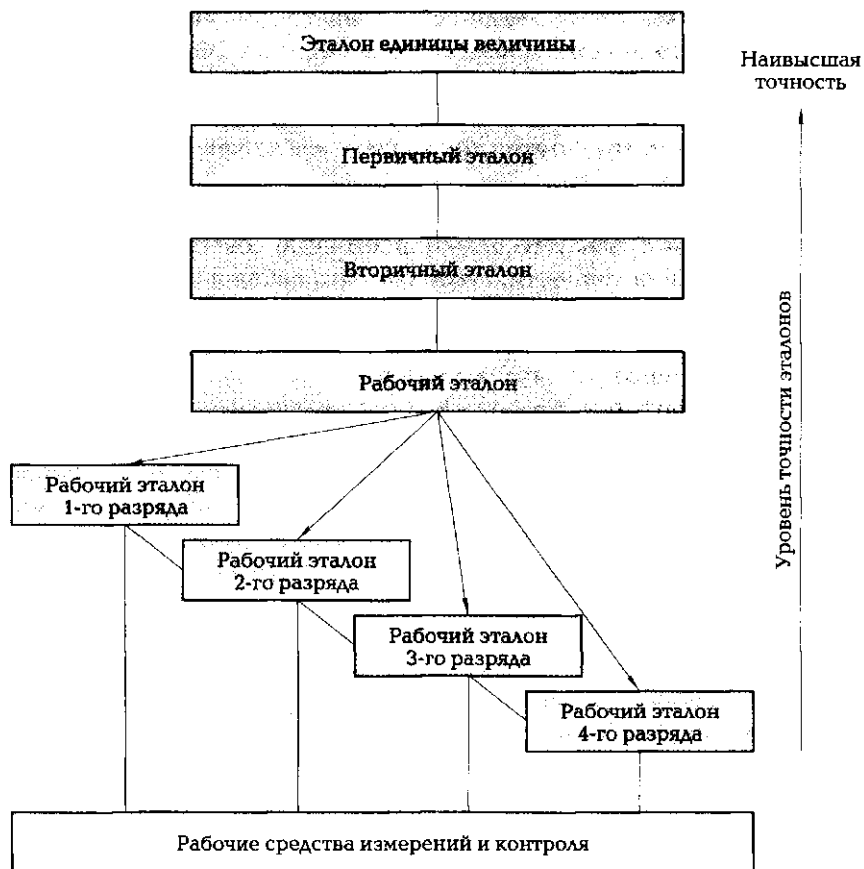 Эталон единицы величины
Наивысшая
точность
Первичный эталон
Вторичный эталон
Рабочий эталон
Уровень точности эталонов
Рабочий эталон
1-го разряда
Рабочий эталон
2-го разряда
Рабочий эталон
3-го разряда
Рабочий эталон
4-го разряда
Рабочие средства измерений и контроля